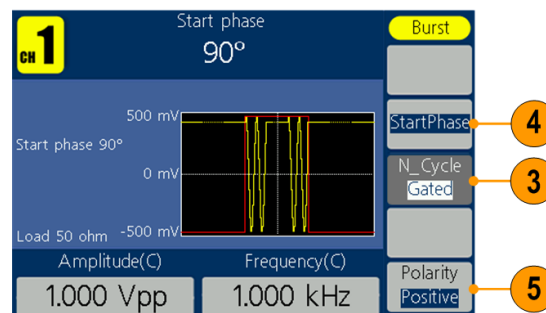 CH 1
Start phase
90°
Burst
StartPhase
4
N_Cycle
Gated
3
500 mV
Start phase 90°
0 mV
Load 50 ohm
-500 mV
Amplitude(C)
Frequency(C)
1.000 Vpp
1.000 kHz
Polarity
Positive
5